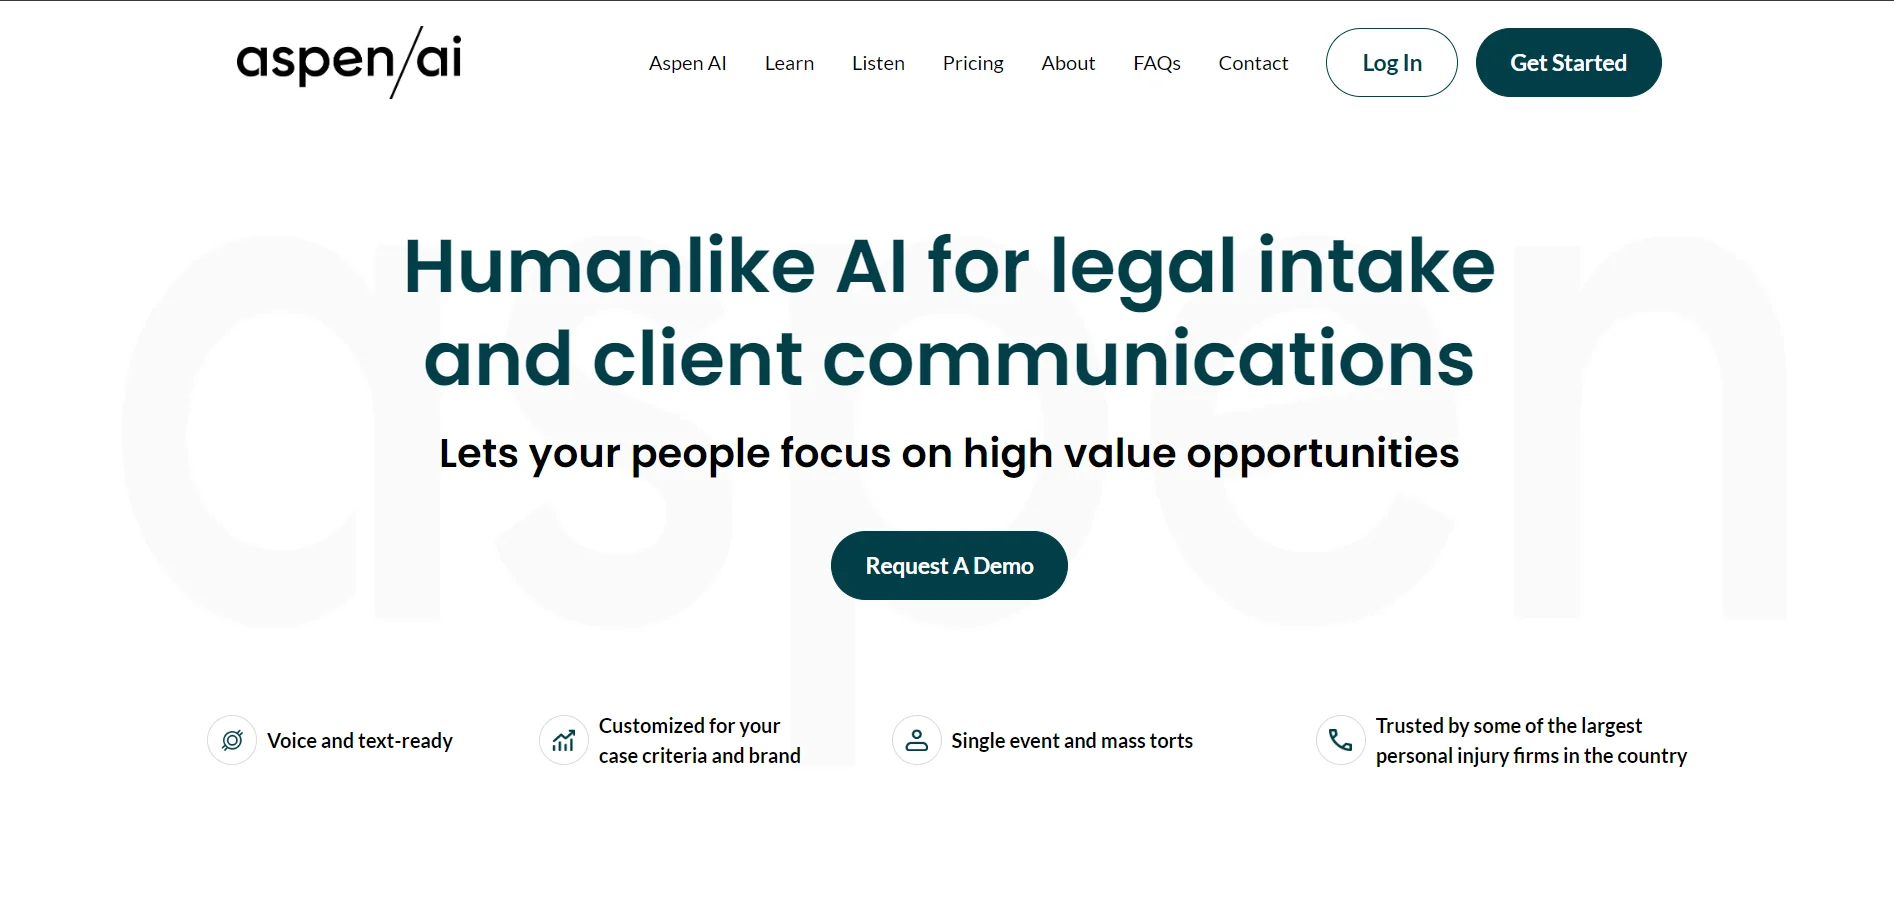 aspen/ai
Aspen AI Learn Listen Pricing About FAQs Contact Log In Get Started
aspen
Humanlike AI for legal intake
and client communications
Lets your people focus on high value opportunities
Request A Demo
Voice and text-ready
Customized for your
case criteria and brand
Single event and mass torts
Trusted by some of the largest
personal injury firms in the country